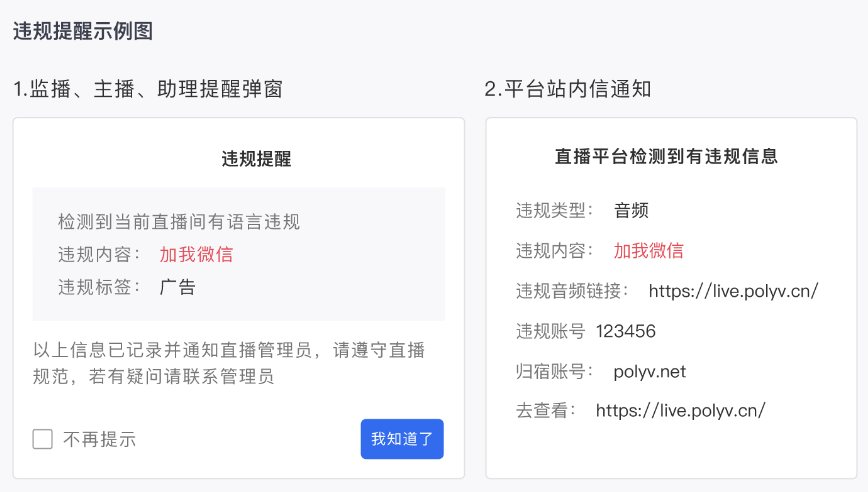 违规提醒示例图
1.监播、主播、助理提醒弹窗
违规提醒
检测到当前直播间有语言违规
违规内容： 加我微信
违规标签： 广告
以上信息已记录并通知直播管理员，请遵守直播
规范，若有疑问请联系管理员
不再提示
我知道了
2.平台站内信通知
直播平台检测到有违规信息
违规类型： 音频
违规内容： 加我微信
违规音频链接： https://live.polyv.cn/
违规账号 123456
归宿账号： polyv.net
去查看： https://live.polyv.cn/